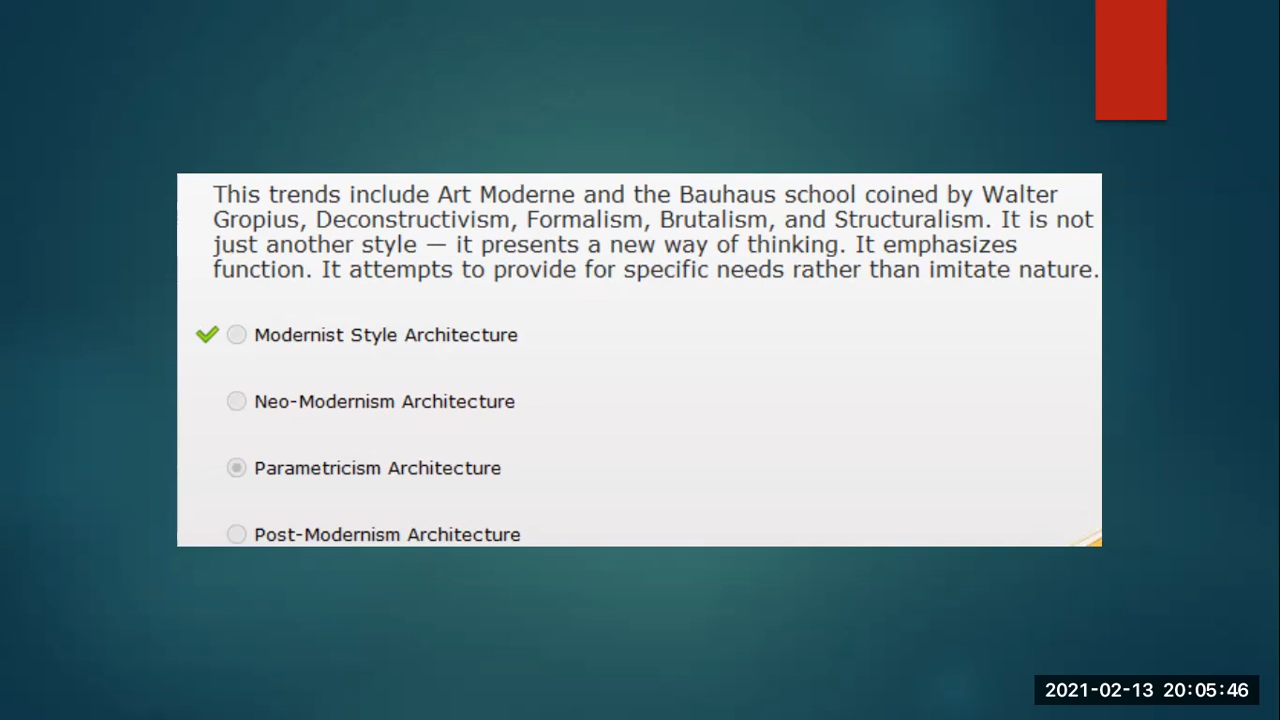 This trends include Art Moderne and the Bauhaus school coined by Walter
Gropius, Deconstructivism, Formalism, Brutalism, and Structuralism. It is not
just another style — it presents a new way of thinking. It emphasizes
function. It attempts to provide for specific needs rather than imitate nature.
Modernist Style Architecture
Neo-Modernism Architecture
Parametricism Architecture
Post-Modernism Architecture
2021-02-13 20:05:46